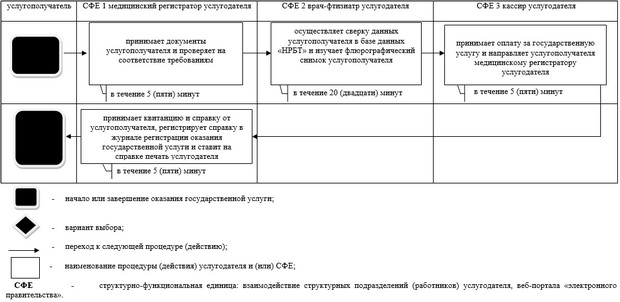 услугополучатель
СФЕ 1 медицинский регистратор услугодателя
СФЕ 2 врач-фтизиатр услугодателя
СФЕ 3 кассир услугодателя
принимает документы
услугополучателя и проверяет на
соответствие требованиям
в течение 5 (пяти) минут
осуществляет сверку данных
услугополучателя в базе данных
«НРБТ» и изучает флюрографический
снимок услугополучателя
в течение 20 (двадцати) минут
принимает оплату за государственную
услугу и направляет услугополучателя
медицинскому регистратору
услугодателя
в течение 5 (пяти) минут
принимает квитанцию и справку от
услугополучателя, регистрирует справку в
журнале регистрации оказания
государственной услуги и ставит на
справке печать услугодателя
в течение 5 (пяти) минут
- начало или завершение оказания государственной услуги;
- вариант выбора;
- переход к следующей процедуре (действию);
- наименование процедуры (действия) услугодателя и (или) СФЕ;
СФЕ - структурно-функциональная единица: взаимодействие структурных подразделений (работников) услугодателя, веб-портала «электронного
правительства».